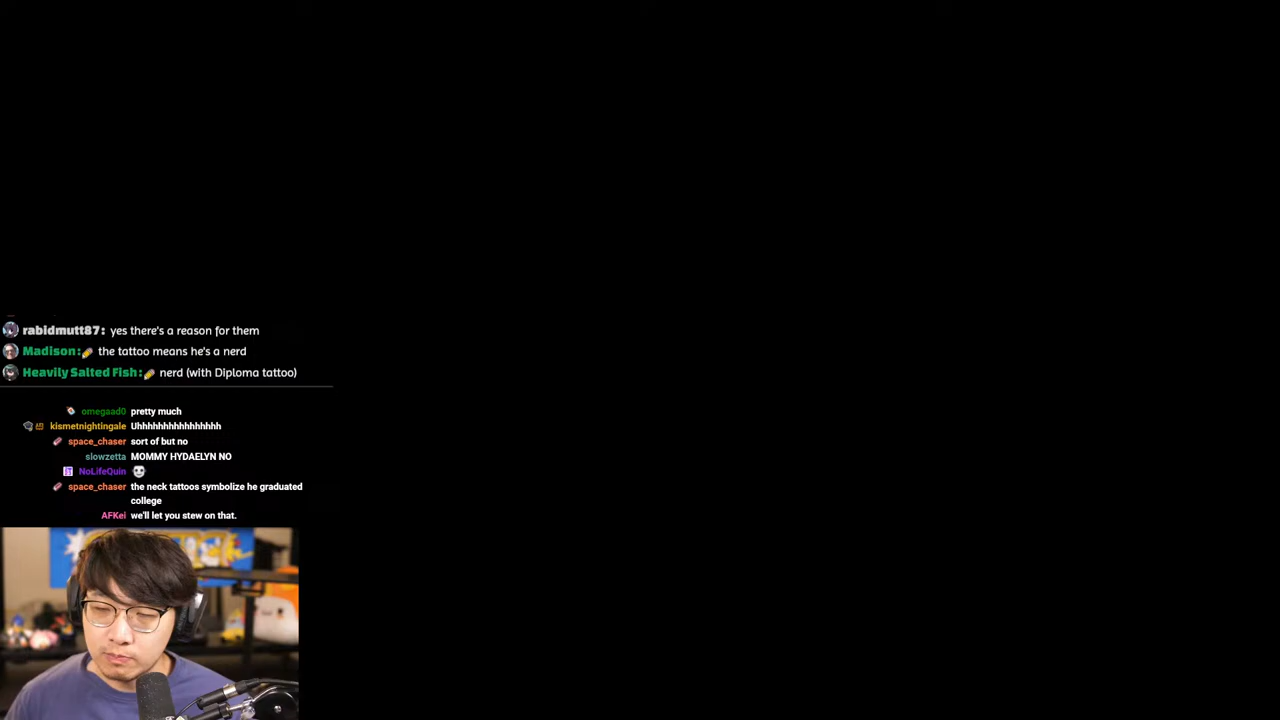 rabidmutt87: yes there's a reason for them
Madison: the tattoo means he's a nerd
Heavily Salted Fish: nerd (with Diploma tattoo)
omegaad0 pretty much
kismetnightingale Uhhhhhhhhhhhhhhhh
space_chaser sort of but no
slowzetta MOMMY HYDAELYN NO
NoLifeQuin
space_chaser the neck tattoos symbolize he graduated
college
AFKei we'll let you stew on that.